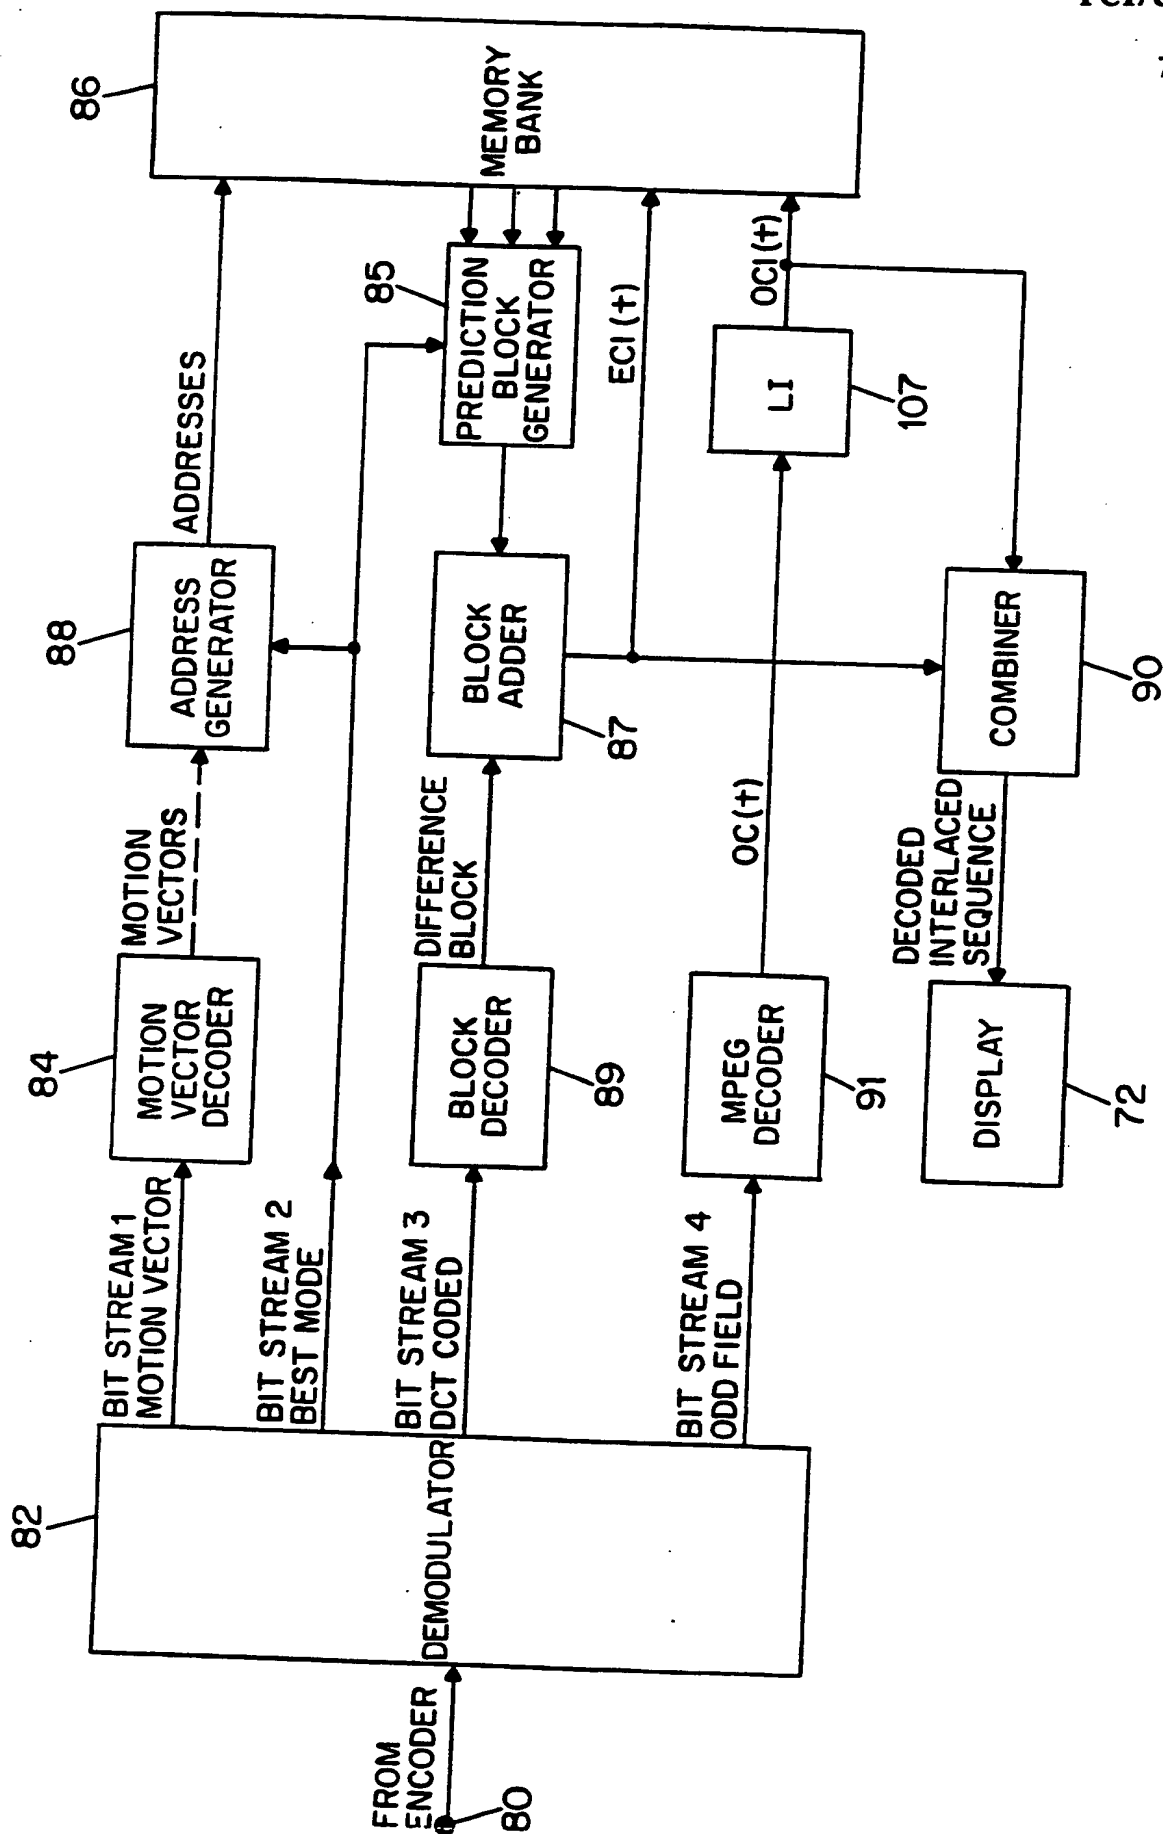 86
MEMORY
BANK
ADDRESSES
88
ADDRESS
GENERATOR
MOTION
VECTORS
84
MOTION
VECTOR
DECODER
BIT STREAM 1
MOTION VECTOR
85
PREDICTION
BLOCK
GENERATOR
BIT STREAM 2
BEST MODE
BLOCK
ADDER
87
DIFFERENCE
BLOCK
BLOCK
DECODER
89
BIT STREAM 3
DCT CODED
ECI (t)
OCI (t)
LI
107
OC (t)
MPEG
DECODER
91
BIT STREAM 4
ODD FIELD
COMBINER
90
DECODED
INTERLACED
SEQUENCE
DISPLAY
72
82
DEMODULATOR
FROM
ENCODER
80